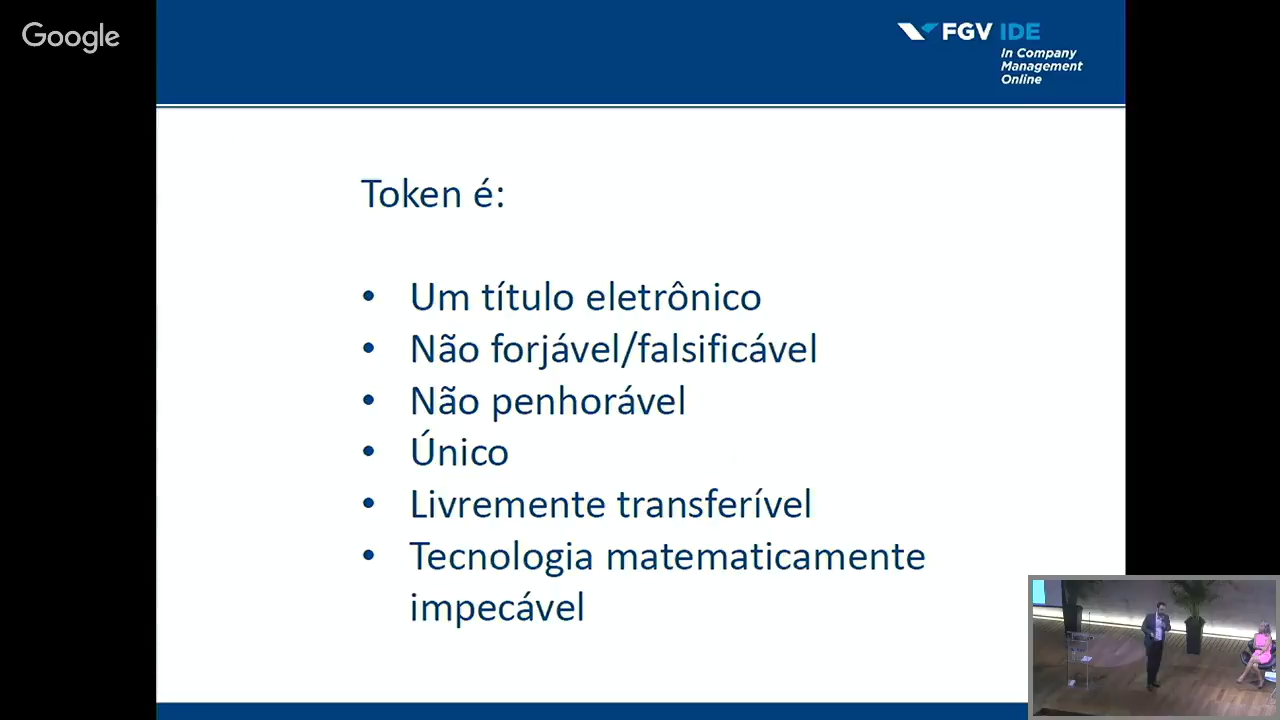 Google
FGV IDE
In Company
Management
Online
Token é:
• Um título eletrônico
• Não forjável/falsificável
• Não penhorável
• Único
• Livremente transferível
• Tecnologia matematicamente
impecável